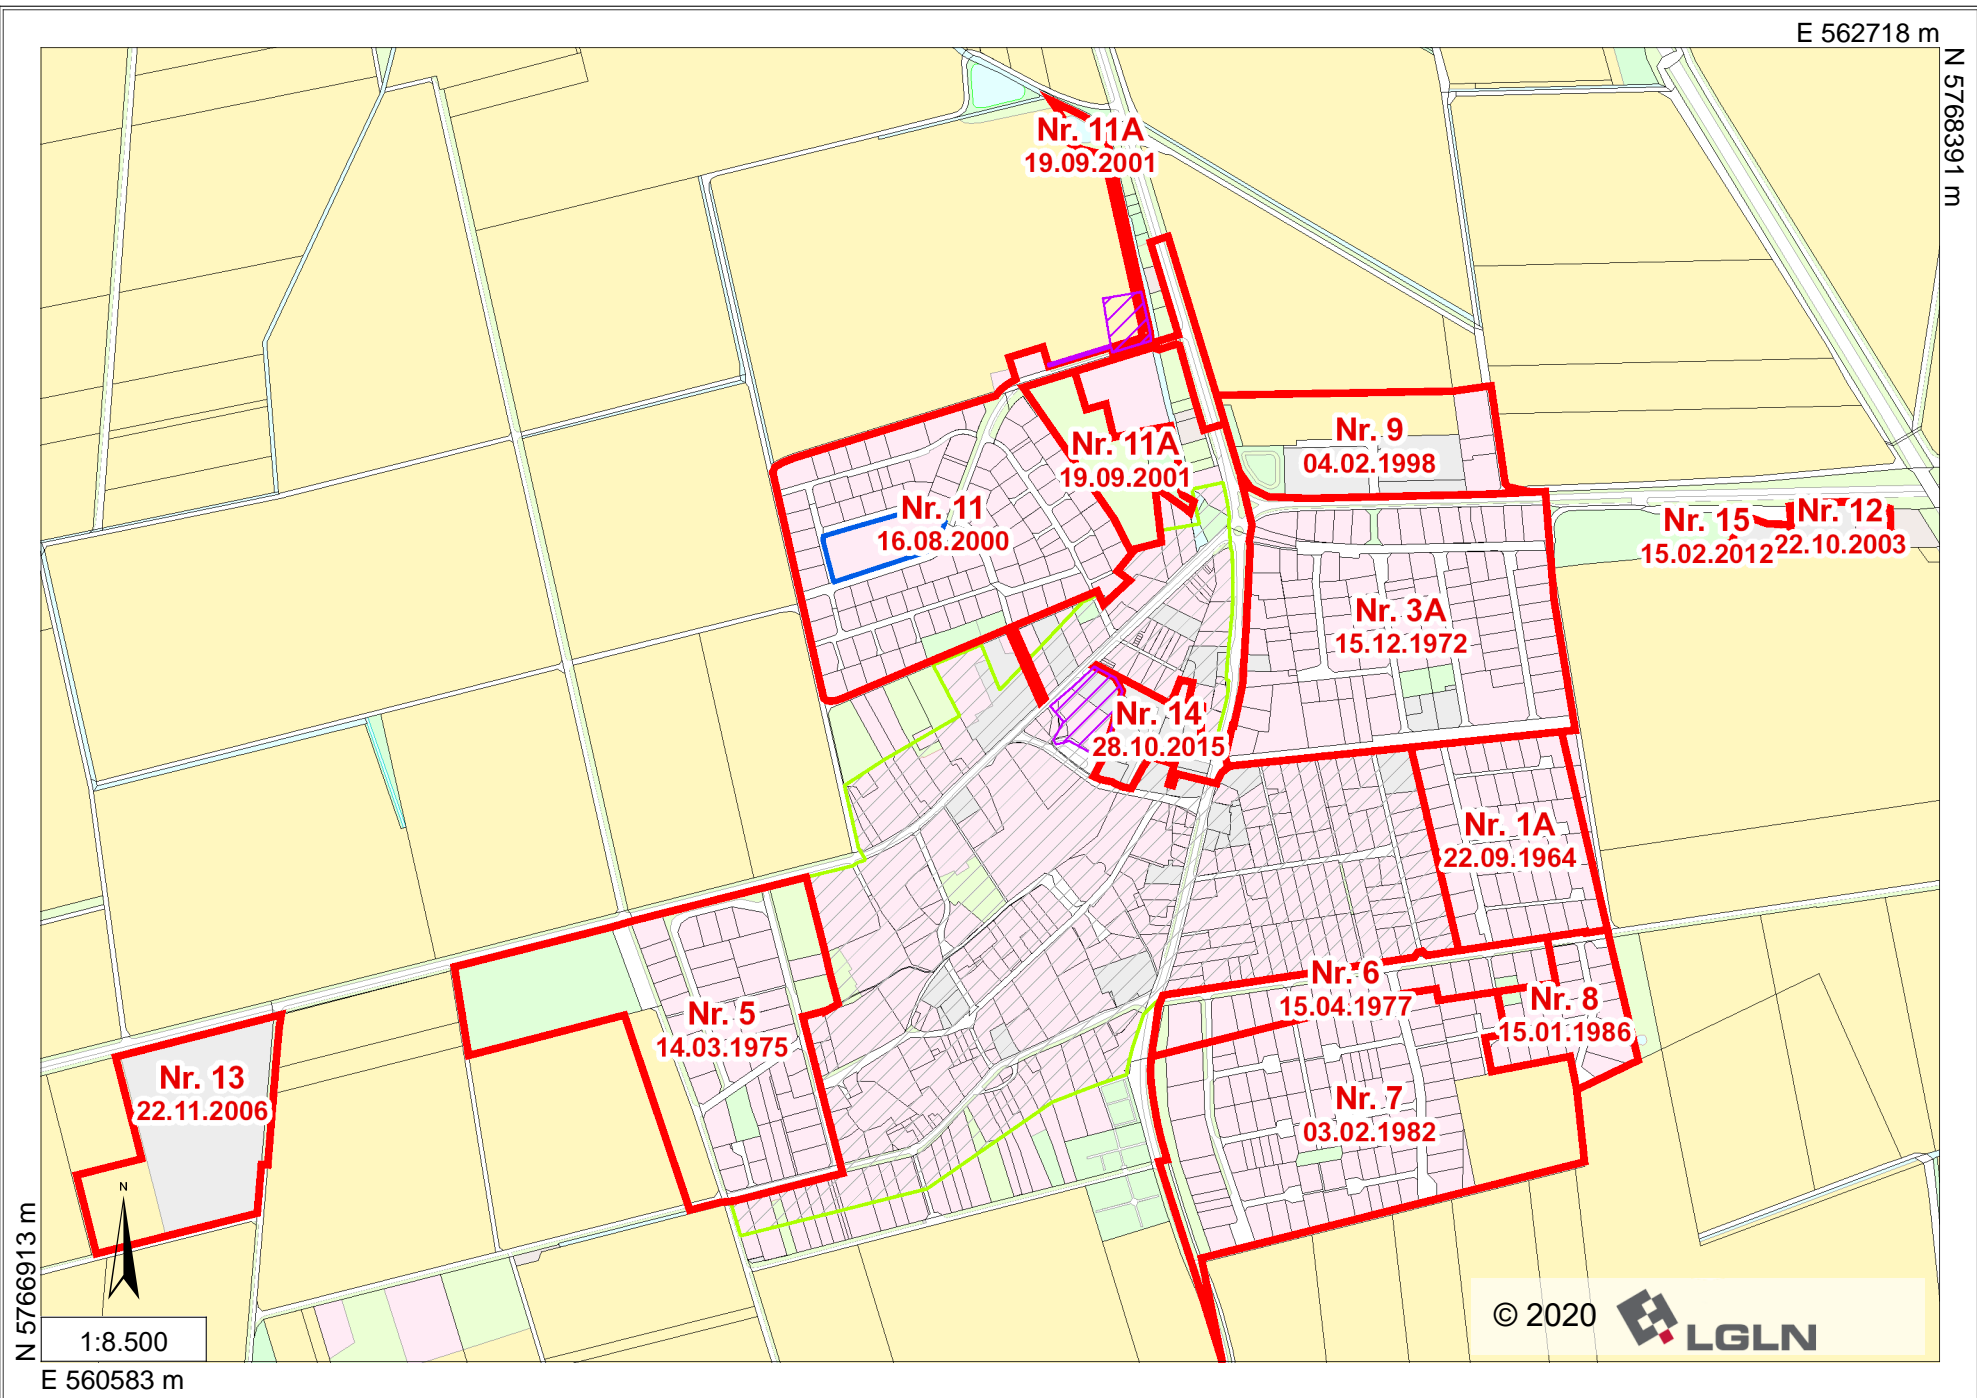 E 562718 m
N 5768391 m
Nr. 11A
19.09.2001
Nr. 9
04.02.1998
Nr. 11A
19.09.2001
Nr. 11
16.08.2000
Nr. 15
15.02.2012
Nr. 12
22.10.2003
Nr. 3A
15.12.1972
Nr. 14
28.10.2015
Nr. 1A
22.09.1964
Nr. 6
15.04.1977
Nr. 8
15.01.1986
Nr. 5
14.03.1975
Nr. 13
22.11.2006
Nr. 7
03.02.1982
N
N 5766913 m
1:8.500
E 560583 m
© 2020
LGLN